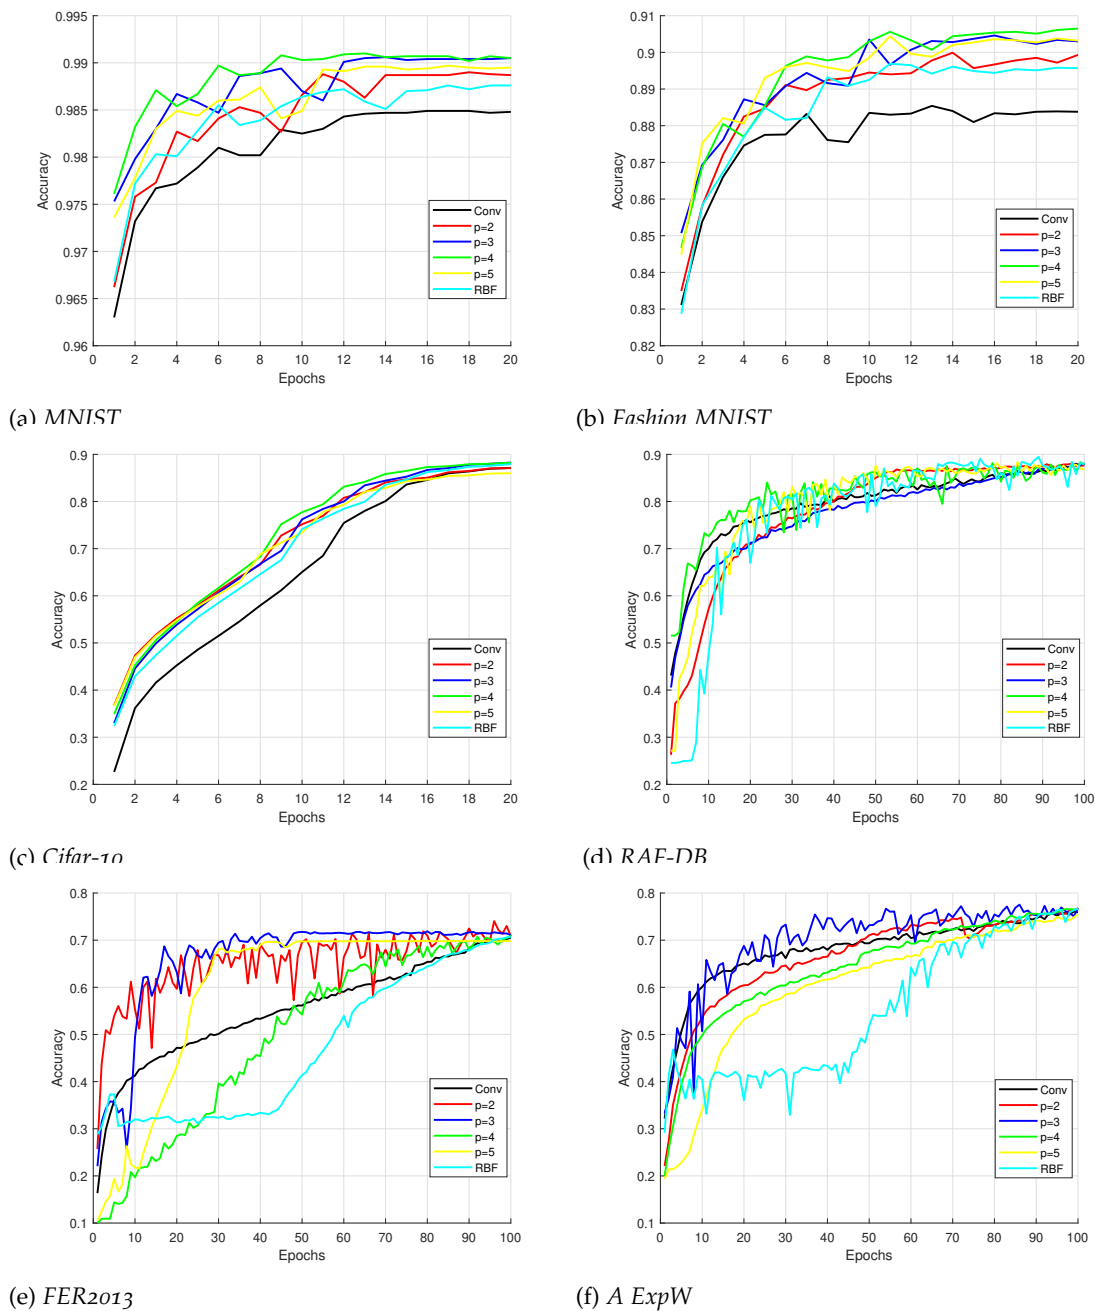 0.995
0.99
0.985
0.98
0.975
0.97
0.965
0.96
Accuracy
0 2 4 6 8 10 12 14 16 18 20
Epochs
Conv
p=2
p=3
p=4
p=5
RBF
(a) MNIST
0.91
0.9
0.89
0.88
0.87
0.86
0.85
0.84
0.83
0.82
Accuracy
0 2 4 6 8 10 12 14 16 18 20
Epochs
Conv
p=2
p=3
p=4
p=5
RBF
(b) Fashion MNIST
0.9
0.8
0.7
0.6
0.5
0.4
0.3
0.2
Accuracy
0 2 4 6 8 10 12 14 16 18 20
Epochs
Conv
p=2
p=3
p=4
p=5
RBF
(c) Cifar-10
0.9
0.8
0.7
0.6
0.5
0.4
0.3
0.2
Accuracy
0 10 20 30 40 50 60 70 80 90 100
Epochs
Conv
p=2
p=3
p=4
p=5
RBF
(d) RAF-DB
0.8
0.7
0.6
0.5
0.4
0.3
0.2
0.1
Accuracy
0 10 20 30 40 50 60 70 80 90 100
Epochs
Conv
p=2
p=3
p=4
p=5
RBF
(e) FER2013
0.8
0.7
0.6
0.5
0.4
0.3
0.2
0.1
Accuracy
0 10 20 30 40 50 60 70 80 90 100
Epochs
Conv
p=2
p=3
p=4
p=5
RBF
(f) A ExpW